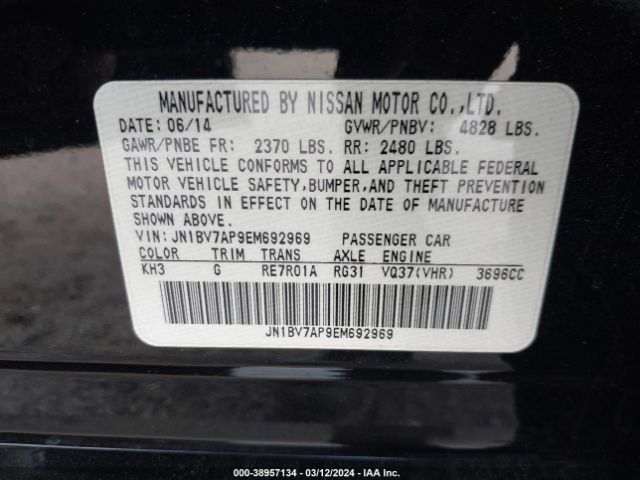 MANUFACTURED BY NISSAN MOTOR CO.,LTD.
DATE: 06/14 GVWR/PNBV: 4828 LBS.
GAWR/PNBE FR: 2370 LBS. RR: 2480 LBS.
THIS VEHICLE CONFORMS TO ALL APPLICABLE FEDERAL
MOTOR VEHICLE SAFETY,BUMPER,AND THEFT PREVENTION
STANDARDS IN EFFECT ON THE DATE OF MANUFACTURE
SHOWN ABOVE.
VIN: JN1BV7AP9EM692969 PASSENGER CAR
COLOR TRIM TRANS AXLE ENGINE
KH3 G RE7R01A RG31 VQ37(VHR) 3696CC
JN1BV7AP9EM692969
000-38957134 - 03/12/2024 - IAA Inc.